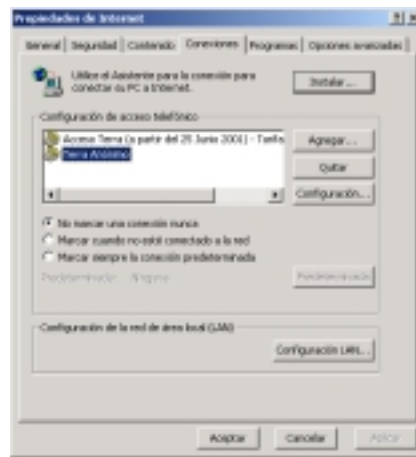 Propiedades de Internet
General Seguridad Contenido Conexiones Programas Opciones avanzadas
Utilice el Asistente para la conexión para
conectar su PC a Internet.
Instalar ...
Configuración de acceso telefónico
Acceso Terra (a partir del 25 Junio 2001) - Tarifa
Terra Anónimo
Agregar...
Quitar
Configuración...
No marcar una conexión nunca
Marcar cuando no esté conectado a la red
Marcar siempre la conexión predeterminada
Predeterminado: Ninguno
Predeterminado
Configuración de la red de área local (LAN)
Configuración LAN...
Aceptar
Cancelar
Aplicar